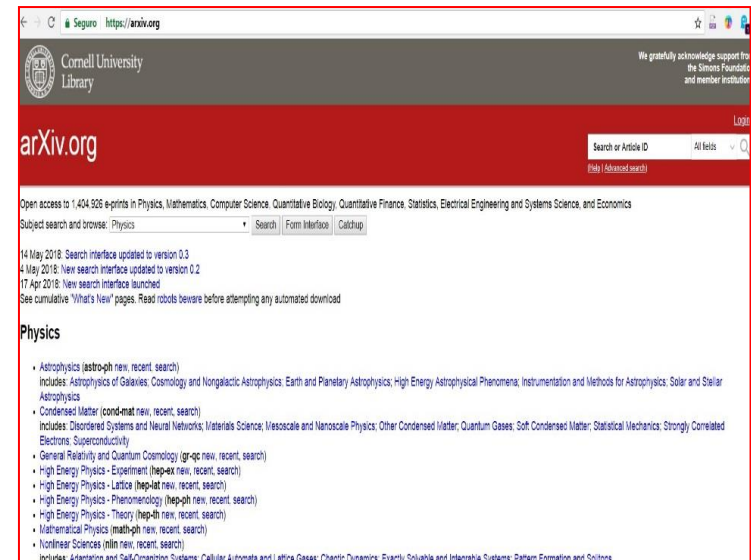 Seguro https://arxiv.org
Cornell University
Library
We gratefully acknowledge support
the Simons
and member
Login
arXiv.org
Search or Article ID All fields
(Help | Advanced search)
Open access to 1,404,926 e-prints in Physics, Mathematics, Computer Science, Quantitative Biology, Quantitative Finance, Statistics, Electrical Engineering and Systems Science, and Economics
Subject search and browse: Physics Search Form Interface Catchup
14 May 2018: Search interface updated to version 0.3
4 May 2018: New search interface updated to version 0.2
17 Apr 2018: New search interface launched
See cumulative "What's New" pages. Read robots beware before attempting any automated download
Physics
• Astrophysics (astro-ph new, recent, search)
includes: Astrophysics of Galaxies; Cosmology and Nongalactic Astrophysics; Earth and Planetary Astrophysics; High Energy Astrophysical Phenomena; Instrumentation and Methods for Astrophysics; Solar and Stellar
Astrophysics
• Condensed Matter (cond-mat new, recent, search)
includes: Disordered Systems and Neural Networks; Materials Science; Mesoscale and Nanoscale Physics; Other Condensed Matter; Quantum Gases; Soft Condensed Matter; Statistical Mechanics; Strongly Correlated
Electrons; Superconductivity
• General Relativity and Quantum Cosmology (gr-qc new, recent, search)
• High Energy Physics - Experiment (hep-ex new, recent, search)
• High Energy Physics - Lattice (hep-lat new, recent, search)
• High Energy Physics - Phenomenology (hep-ph new, recent, search)
• High Energy Physics - Theory (hep-th new, recent, search)
• Mathematical Physics (math-ph new, recent, search)
• Nonlinear Sciences (nlin new, recent, search)
includes: Adaptation and Self-Organizing Systems; Cellular Automata and Lattice Gases; Chaotic Dynamics; Exactly Solvable and Integrable Systems; Pattern Formation and Solitons